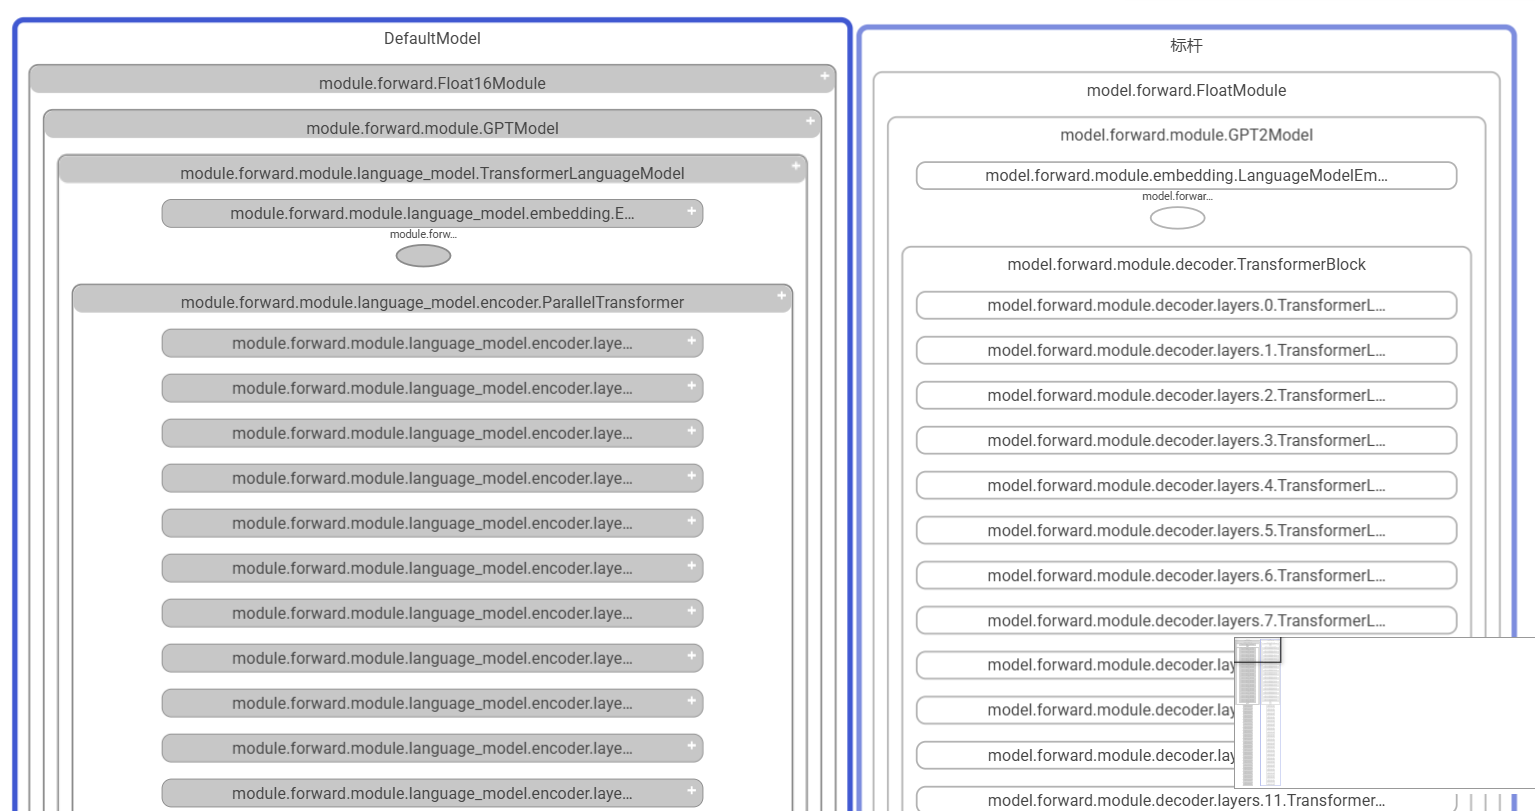 DefaultModel
module.forward.Float16Module
module.forward.module.GPTModel
module.forward.module.language_model.TransformerLanguageModel
module.forward.module.language_model.embedding.E...
module.forw...
module.forward.module.language_model.encoder.ParallelTransformer
module.forward.module.language_model.encoder.laye...
module.forward.module.language_model.encoder.laye...
module.forward.module.language_model.encoder.laye...
module.forward.module.language_model.encoder.laye...
module.forward.module.language_model.encoder.laye...
module.forward.module.language_model.encoder.laye...
module.forward.module.language_model.encoder.laye...
module.forward.module.language_model.encoder.laye...
module.forward.module.language_model.encoder.laye...
module.forward.module.language_model.encoder.laye...
module.forward.module.language_model.encoder.laye...
标杆
model.forward.FloatModule
model.forward.module.GPT2Model
model.forward.module.embedding.LanguageModelEm...
model.forwar...
model.forward.module.decoder.TransformerBlock
model.forward.module.decoder.layers.0.TransformerL...
model.forward.module.decoder.layers.1.TransformerL...
model.forward.module.decoder.layers.2.TransformerL...
model.forward.module.decoder.layers.3.TransformerL...
model.forward.module.decoder.layers.4.TransformerL...
model.forward.module.decoder.layers.5.TransformerL...
model.forward.module.decoder.layers.6.TransformerL...
model.forward.module.decoder.layers.7.TransformerL...
model.forward.module.decoder.lay
model.forward.module.decoder.lay
model.forward.module.decoder.lay
model.forward.module.decoder.layers.11.Transformer...